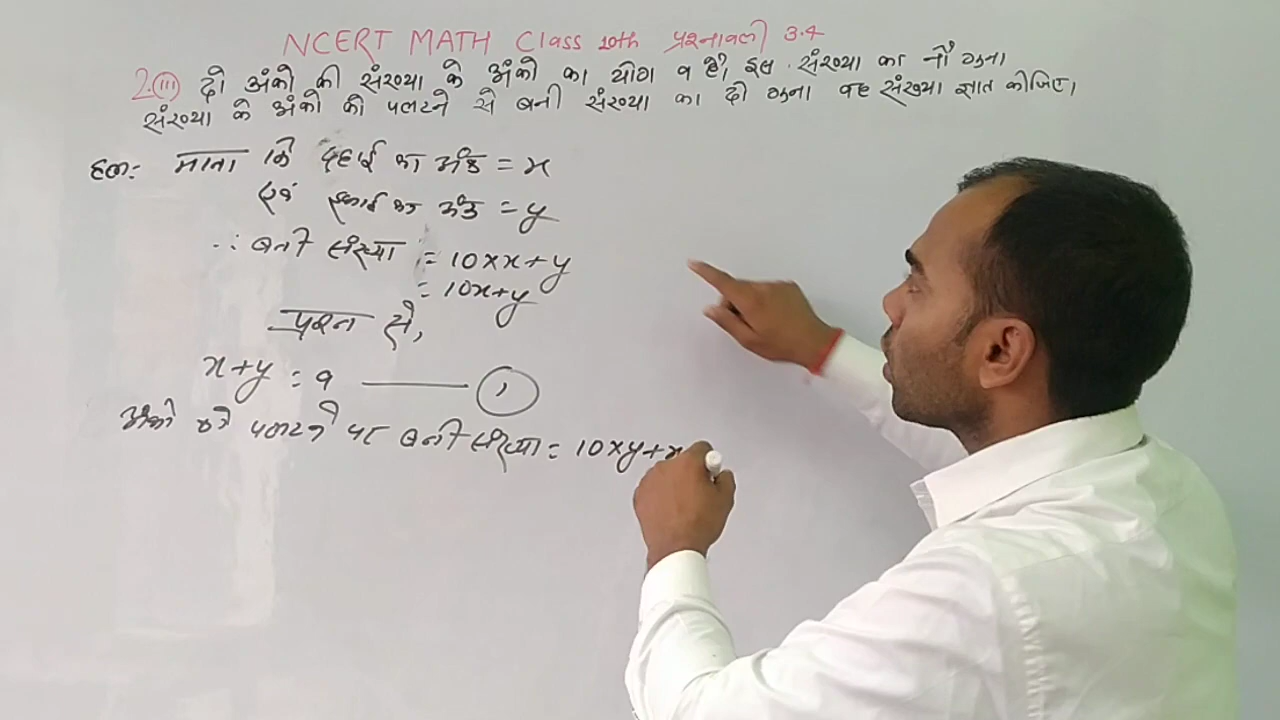 NCERT MATH Class 10th प्रश्नावली 3.4
2.(iii) दो अंको की संख्या के अंको का योग 9 है, इस संख्या का नौ गुना
संख्या के अंको को पलटने से बनी संख्या का दो गुना वह संख्या ज्ञात कीजिए।
हल:- माना कि दहाई का अंक = x
एवं इकाई का अंक = y
∴ बनी संख्या = 10×x+y
= 10x+y
प्रश्न से,
x+y = 9 ——— 1
अंको को पलटने पर बनी संख्या = 10×y+x